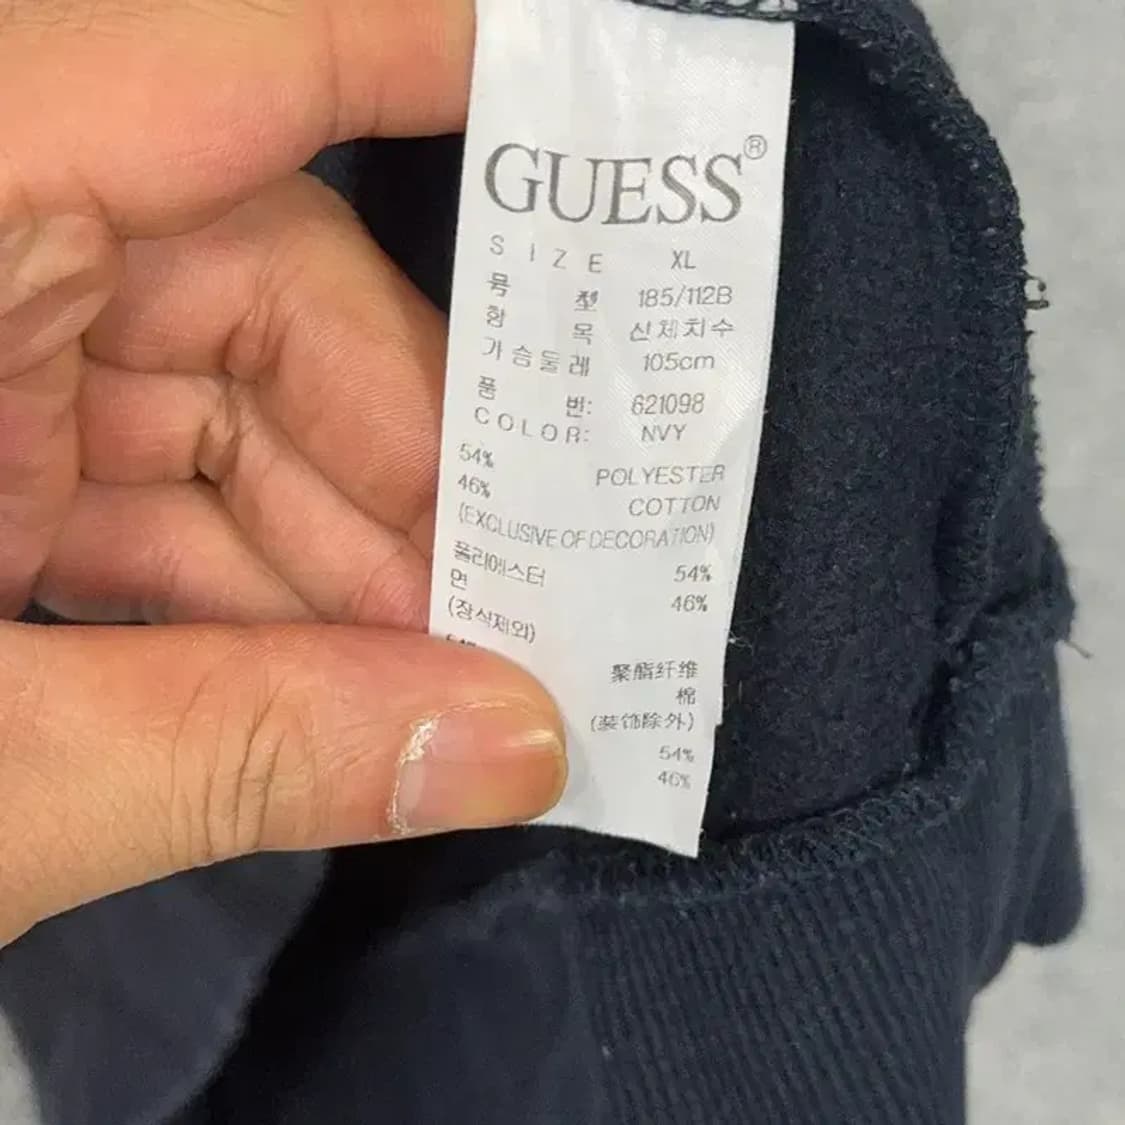 GUESS®
SIZE XL
몸 형 185/112B
항 목 신체치수
가슴둘레 105cm
품 번: 621098
COLOR: NVY
54% POLYESTER
46% COTTON
(EXCLUSIVE OF DECORATION)
폴리에스터 54%
면 46%
(장식제외)
聚酯纤维
棉
(装饰除外)
54%
46%